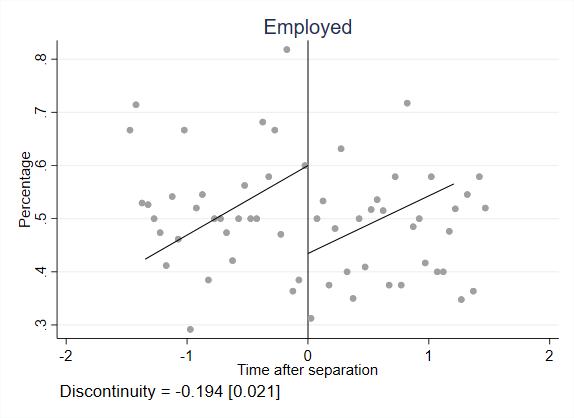 Employed
Percentage
.8
.7
.6
.5
.4
.3
-2 -1 0 1 2
Time after separation
Discontinuity = -0.194 [0.021]